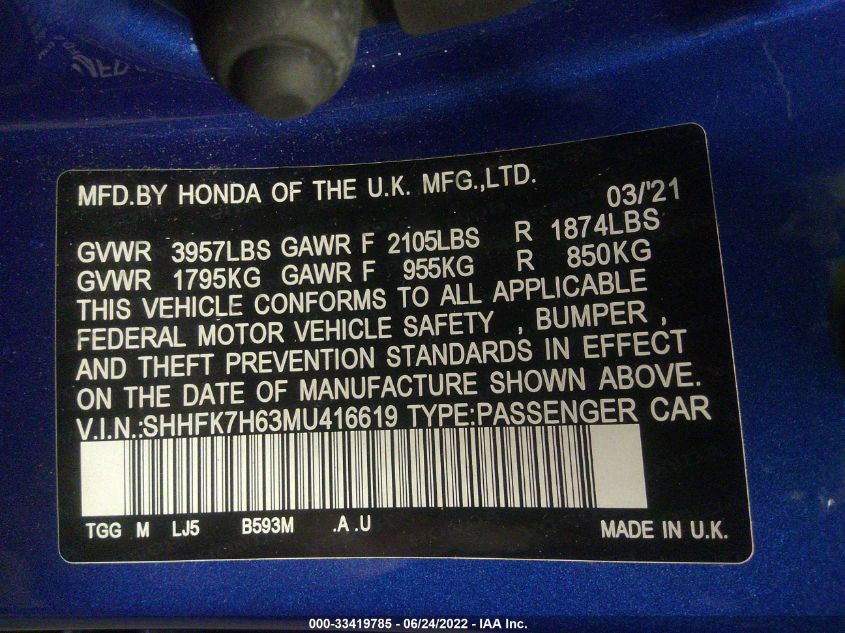 MFD.BY HONDA OF THE U.K. MFG.,LTD. 03/'21
GVWR 3957LBS GAWR F 2105LBS R 1874LBS
GVWR 1795KG GAWR F 955KG R 850KG
THIS VEHICLE CONFORMS TO ALL APPLICABLE
FEDERAL MOTOR VEHICLE SAFETY , BUMPER ,
AND THEFT PREVENTION STANDARDS IN EFFECT
ON THE DATE OF MANUFACTURE SHOWN ABOVE.
V.I.N.:SHHFK7H63MU416619 TYPE:PASSENGER CAR
TGG M LJ5 B593M .A .U MADE IN U.K.
000-33419785 - 06/24/2022 - IAA Inc.